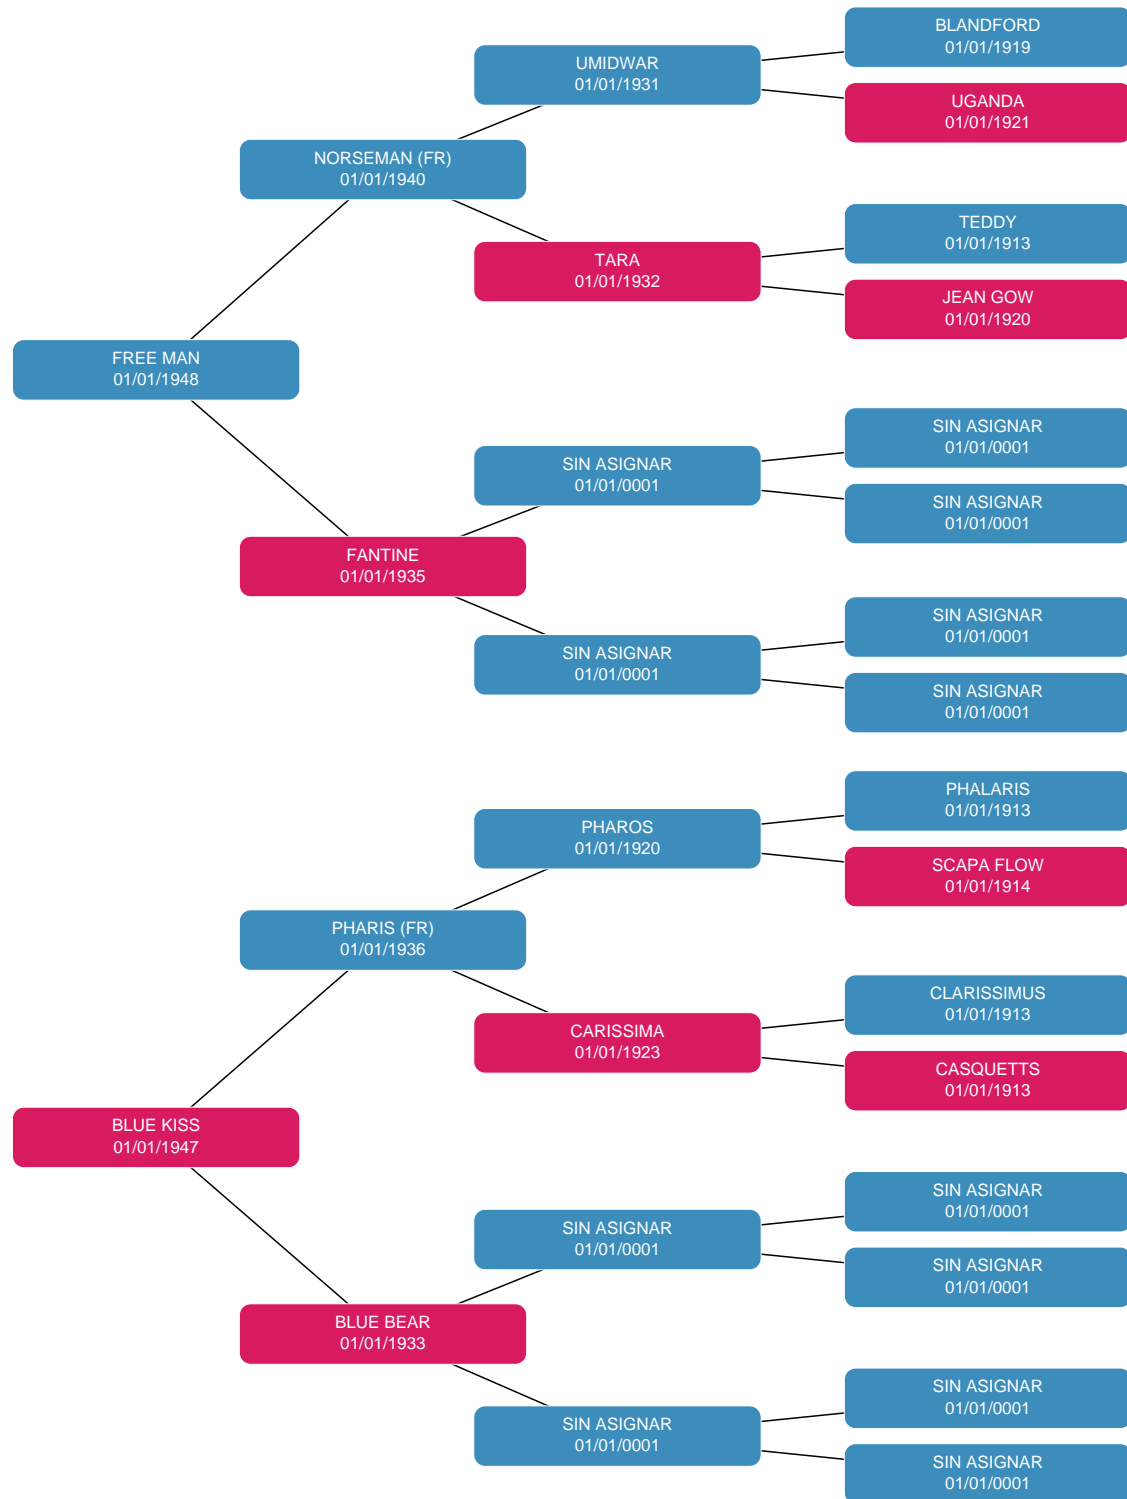 BLANDFORD
01/01/1919
UMIDWAR
01/01/1931
UGANDA
01/01/1921
NORSEMAN (FR)
01/01/1940
TEDDY
01/01/1913
TARA
01/01/1932
JEAN GOW
01/01/1920
FREE MAN
01/01/1948
SIN ASIGNAR
01/01/0001
SIN ASIGNAR
01/01/0001
SIN ASIGNAR
01/01/0001
FANTINE
01/01/1935
SIN ASIGNAR
01/01/0001
SIN ASIGNAR
01/01/0001
SIN ASIGNAR
01/01/0001
PHALARIS
01/01/1913
PHAROS
01/01/1920
SCAPA FLOW
01/01/1914
PHARIS (FR)
01/01/1936
CLARISSIMUS
01/01/1913
CARISSIMA
01/01/1923
CASQUETTS
01/01/1913
BLUE KISS
01/01/1947
SIN ASIGNAR
01/01/0001
SIN ASIGNAR
01/01/0001
SIN ASIGNAR
01/01/0001
BLUE BEAR
01/01/1933
SIN ASIGNAR
01/01/0001
SIN ASIGNAR
01/01/0001
SIN ASIGNAR
01/01/0001